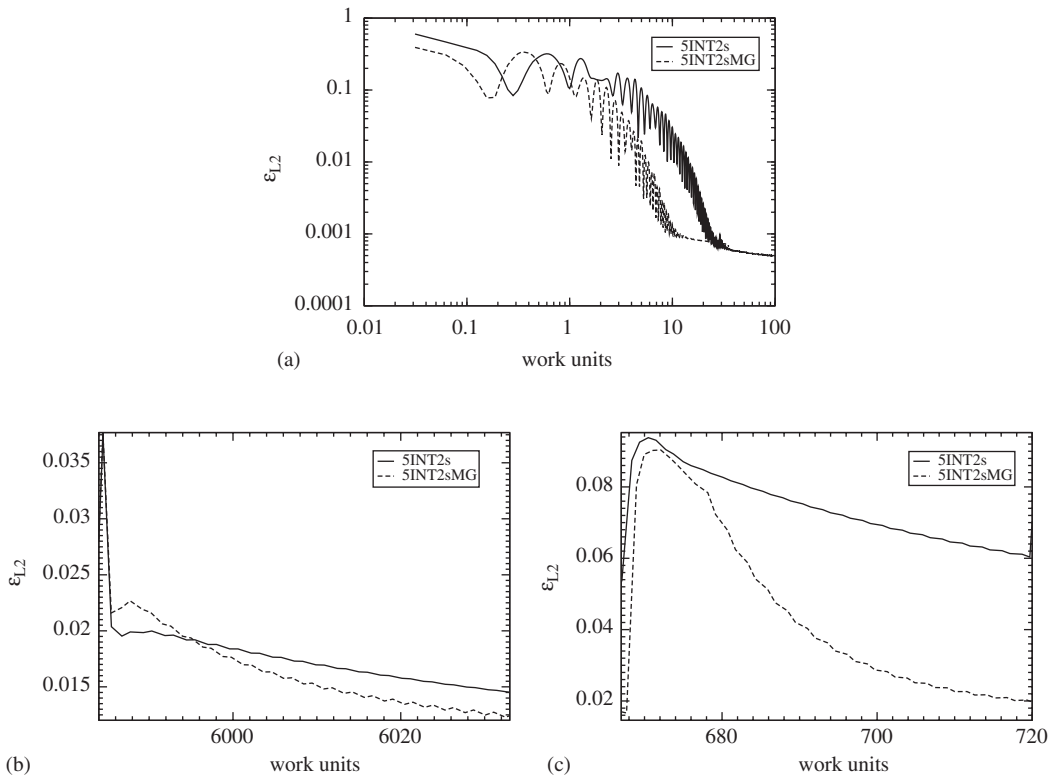 1
0.1
0.01
0.001
0.0001
εL2
5INT2s
5INT2sMG
0.01
0.1
1
10
100
(a)
work units
0.035
0.03
0.025
0.02
0.015
εL2
5INT2s
5INT2sMG
6000
6020
(b)
work units
0.08
0.06
0.04
0.02
εL2
5INT2s
5INT2sMG
680
700
720
(c)
work units